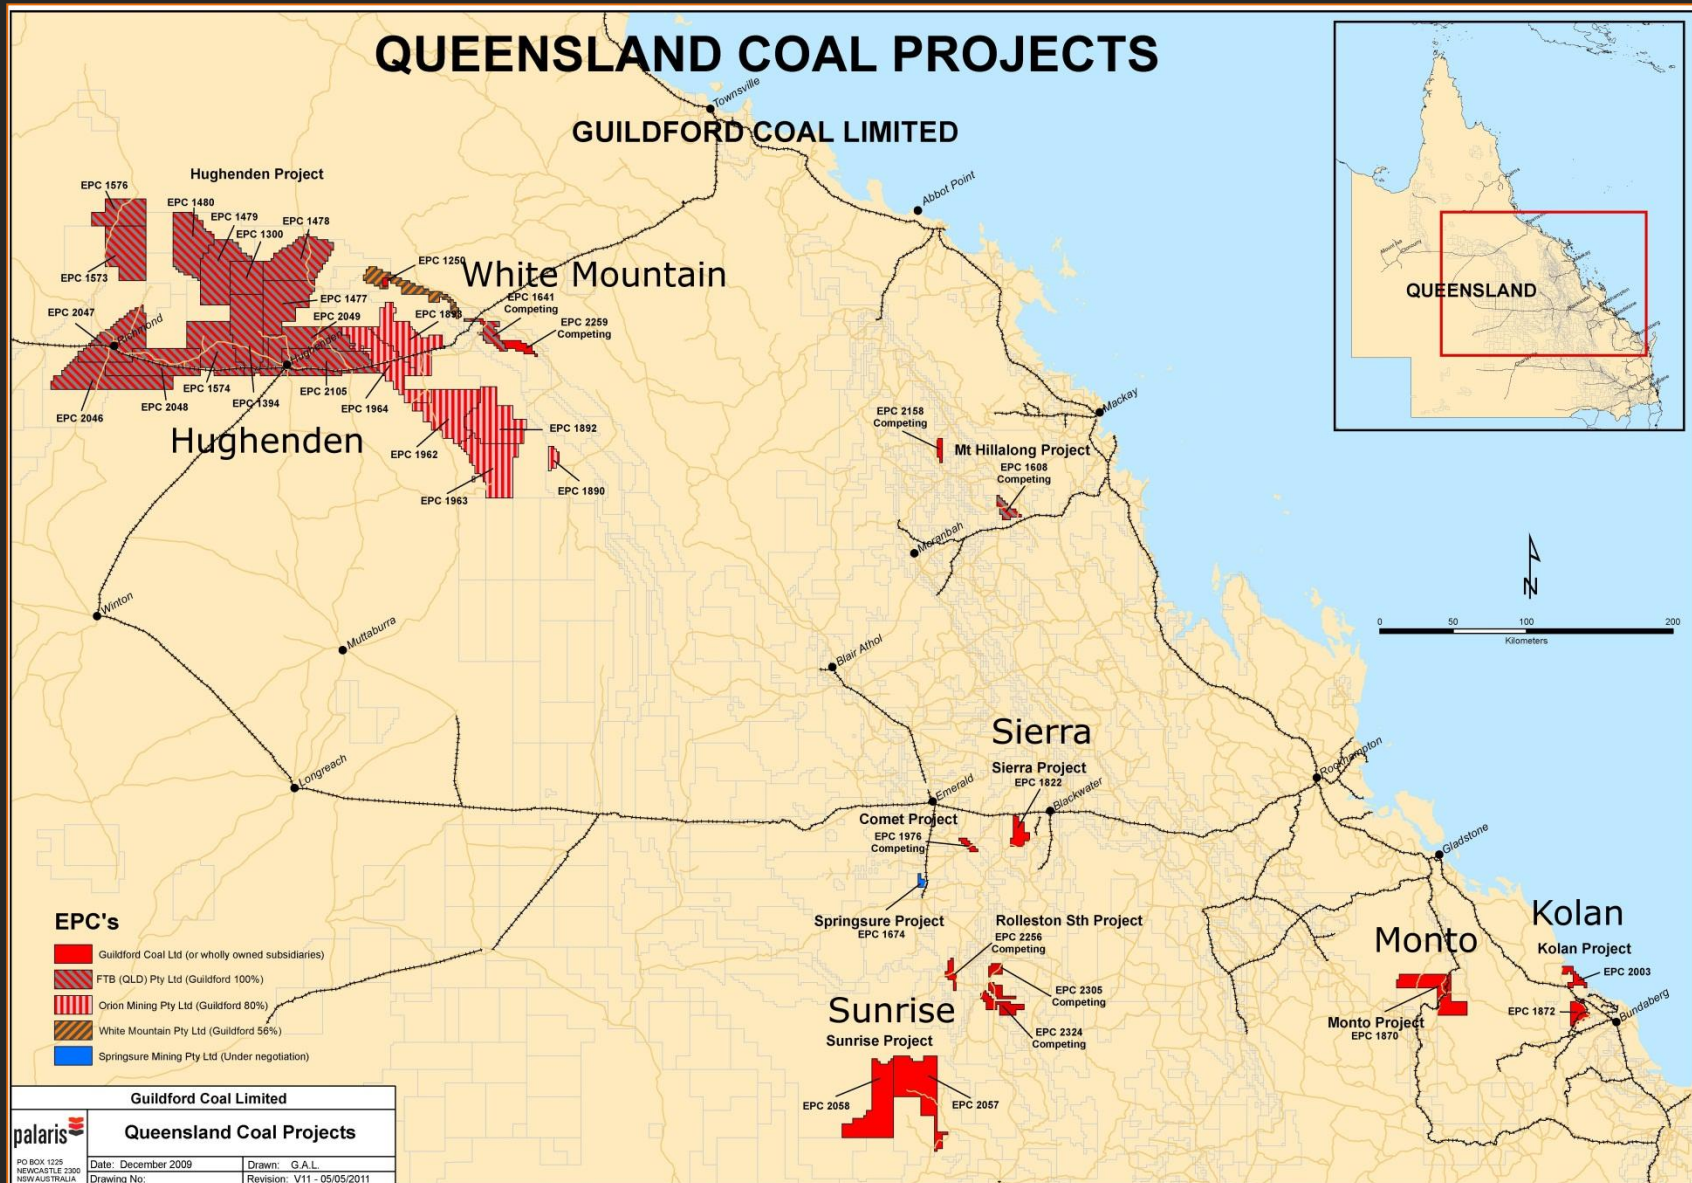 QUEENSLAND COAL PROJECTS
GUILDFORD COAL LIMITED
Townsville
Abbot Point
Hughenden Project
EPC 1576
EPC 1480
EPC 1479
EPC 1478
EPC 1300
EPC 1573
EPC 1477
EPC 1250
White Mountain
EPC 1641
Competing
EPC 2259
Competing
EPC 2047
EPC 2049
EPC 1893
Richmond
Hughenden
EPC 2046
EPC 2048
EPC 1574
EPC 1394
EPC 2105
EPC 1964
Hughenden
EPC 1962
EPC 1892
EPC 1963
EPC 1890
EPC 2158
Competing
Mackay
Mt Hillalong Project
EPC 1608
Competing
Moranbah
Winton
Muttaburra
Blair Athol
Longreach
Sierra
Sierra Project
EPC 1822
Emerald
Blackwater
Rockhampton
Comet Project
EPC 1976
Competing
Gladstone
Springsure Project
EPC 1674
Rolleston Sth Project
EPC 2256
Competing
EPC 2305
Competing
EPC 2324
Competing
Sunrise
Sunrise Project
EPC 2058
EPC 2057
Monto
Monto Project
EPC 1870
Kolan
Kolan Project
EPC 2003
EPC 1872
Bundaberg
QUEENSLAND
N
0 50 100 200
Kilometers
EPC's
Guildford Coal Ltd (or wholly owned subsidiaries)
FTB (QLD) Pty Ltd (Guildford 100%)
Orion Mining Pty Ltd (Guildford 80%)
White Mountain Pty Ltd (Guildford 56%)
Springsure Mining Pty Ltd (Under negotiation)
Guildford Coal Limited
palaris
Queensland Coal Projects
PO BOX 1225
NEWCASTLE 2300
NSW AUSTRALIA
Date: December 2009
Drawn: G.A.L.
Drawing No:
Revision: V11 - 05/05/2011